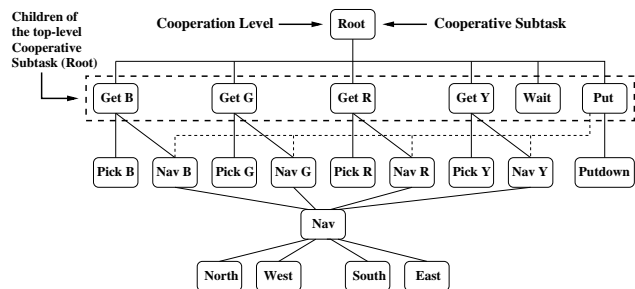 Children of
the top-level
Cooperative
Subtask (Root)
Cooperation Level
Root
Cooperative Subtask
Get B
Get G
Get R
Get Y
Wait
Put
Pick B
Nav B
Pick G
Nav G
Pick R
Nav R
Pick Y
Nav Y
Putdown
Nav
North
West
South
East